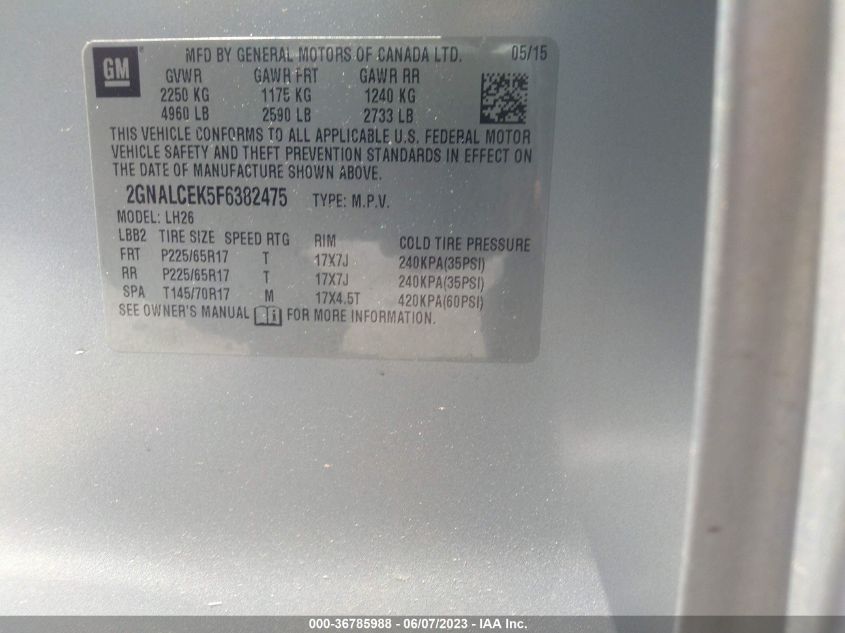 GM
MFD BY GENERAL MOTORS OF CANADA LTD. 05/15
GVWR GAWR FRT GAWR RR
2250 KG 1175 KG 1240 KG
4960 LB 2590 LB 2733 LB
THIS VEHICLE CONFORMS TO ALL APPLICABLE U.S. FEDERAL MOTOR
VEHICLE SAFETY AND THEFT PREVENTION STANDARDS IN EFFECT ON
THE DATE OF MANUFACTURE SHOWN ABOVE.
2GNALCEK5F6382475 TYPE: M.P.V.
MODEL: LH26
LBB2 TIRE SIZE SPEED RTG RIM COLD TIRE PRESSURE
FRT P225/65R17 T 17X7J 240KPA(35PSI)
RR P225/65R17 T 17X7J 240KPA(35PSI)
SPA T145/70R17 M 17X4.5T 420KPA(60PSI)
SEE OWNER'S MANUAL FOR MORE INFORMATION.
000-36785988 - 06/07/2023 - IAA Inc.